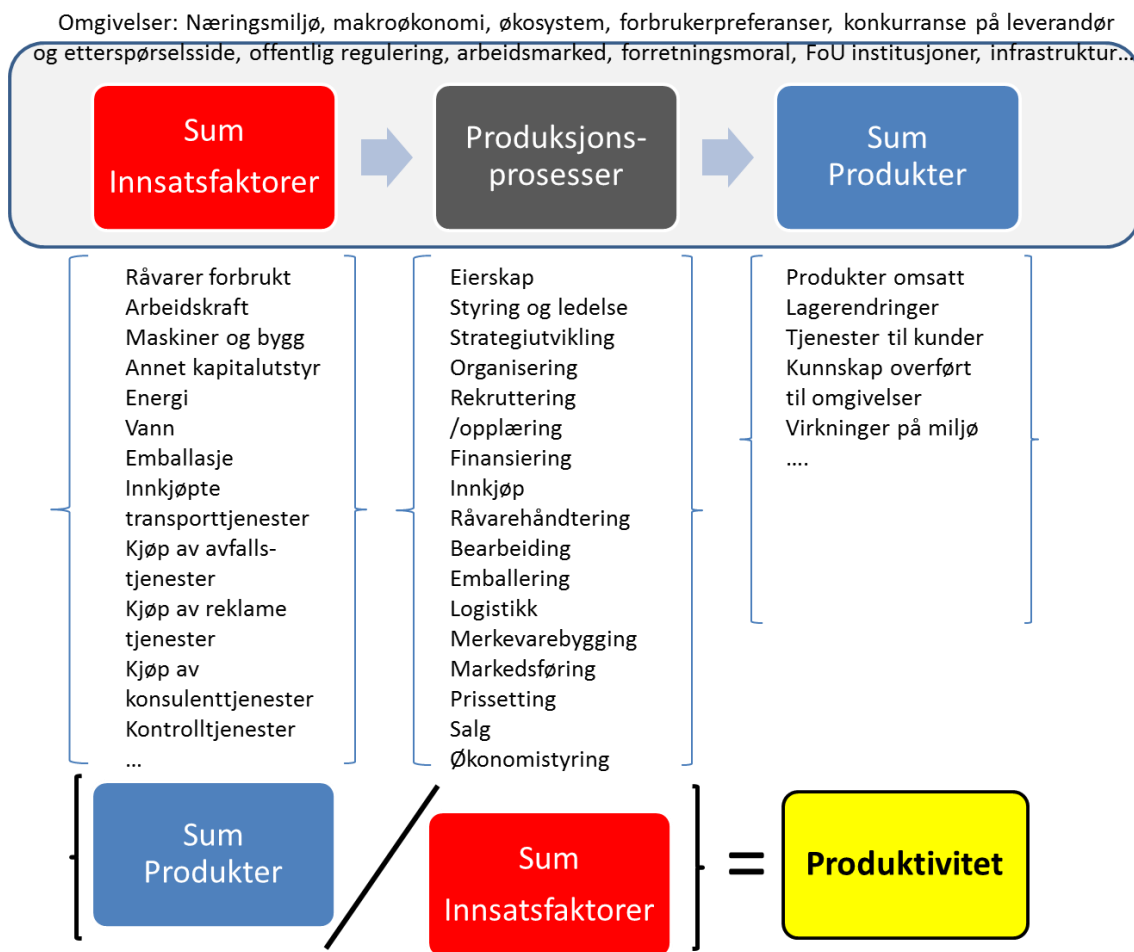 Omgivelser: Næringsmiljø, makroøkonomi, økosystem, forbrukerpreferanser, konkurranse på leverandør
og etterspørselsside, offentlig regulering, arbeidsmarked, forretningsmoral, FoU institusjoner, infrastruktur...
Sum
Innsatsfaktorer
Produksjons-
prosesser
Sum
Produkter
Råvarer forbrukt
Arbeidskraft
Maskiner og bygg
Annet kapitalutstyr
Energi
Vann
Emballasje
Innkjøpte
transporttjenester
Kjøp av avfalls-
tjenester
Kjøp av reklame
tjenester
Kjøp av
konsulenttjenester
Kontrolltjenester
...
Eierskap
Styring og ledelse
Strategiutvikling
Organisering
Rekruttering
/opplæring
Finansiering
Innkjøp
Råvarehåndtering
Bearbeiding
Emballering
Logistikk
Merkevarebygging
Markedsføring
Prissetting
Salg
Økonomistyring
Produkter omsatt
Lagerendringer
Tjenester til kunder
Kunnskap overført
til omgivelser
Virkninger på miljø
....
Sum
Produkter
/
Sum
Innsatsfaktorer
=
Produktivitet